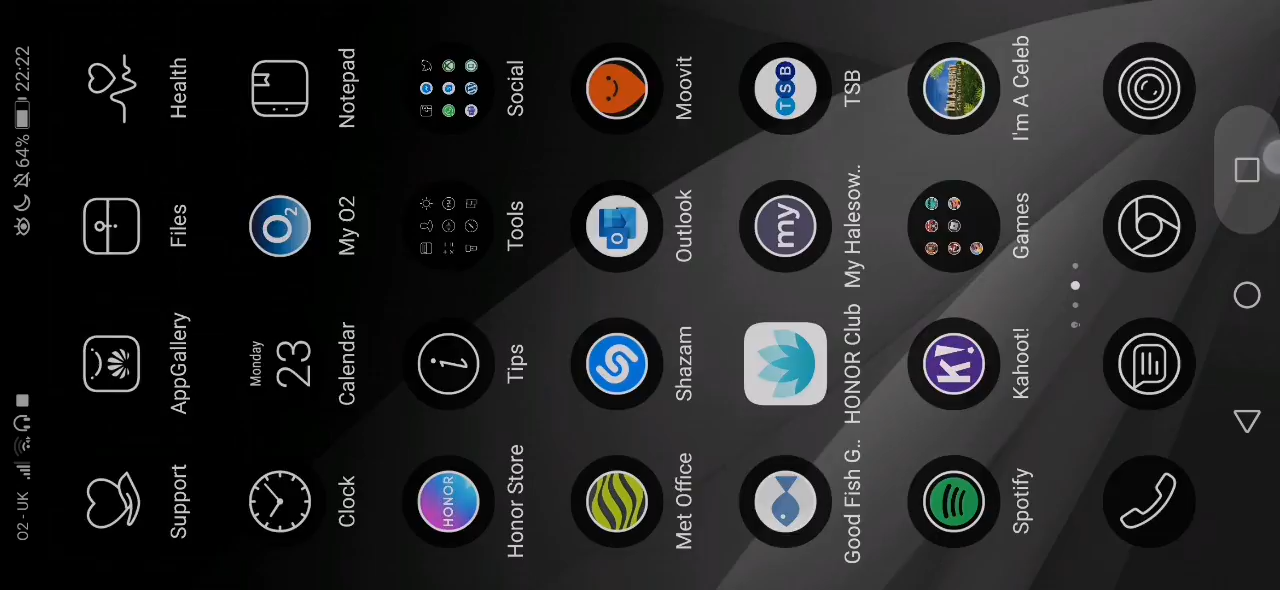 O2 - UK
64%
22:22
Support
AppGallery
Files
Health
Monday
23
Clock
Calendar
O2
My O2
Notepad
HONOR
i
Honor Store
Tips
Tools
Social
Met Office
Shazam
Outlook
Moovit
my
TSB
Good Fish G..
HONOR Club
My Halesow..
TSB
K!
Spotify
Kahoot!
Games
I'm A Celeb